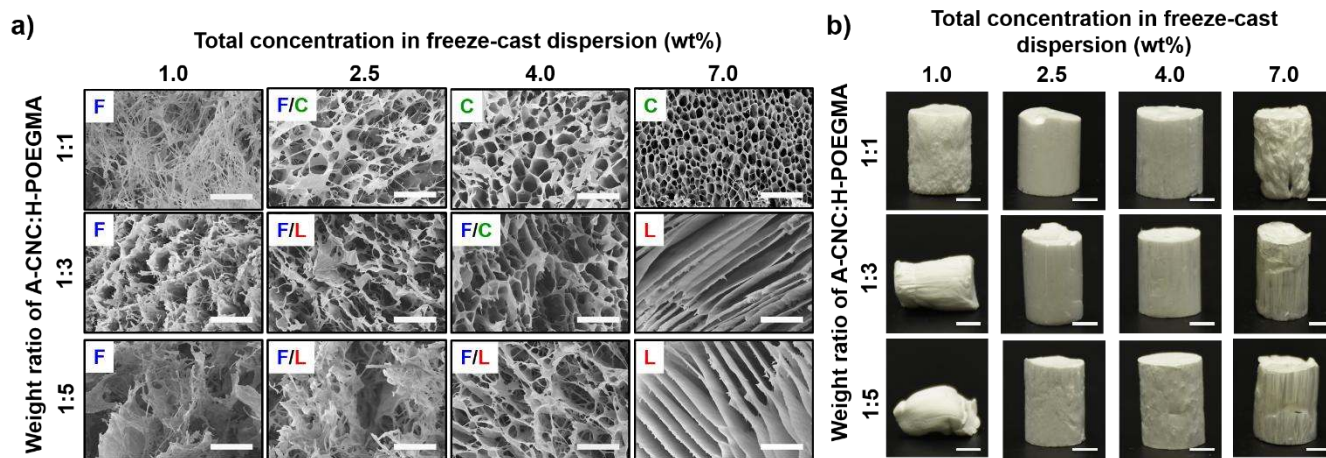 a)
Total concentration in freeze-cast dispersion (wt%)
1.0 2.5 4.0 7.0
Weight ratio of A-CNC:H-POEGMA
1:1
F F/C C C
1:3
F F/L F/C L
1:5
F F/L F/L L
b)
Total concentration in freeze-cast
dispersion (wt%)
1.0 2.5 4.0 7.0
Weight ratio of A-CNC:H-POEGMA
1:1
1:3
1:5